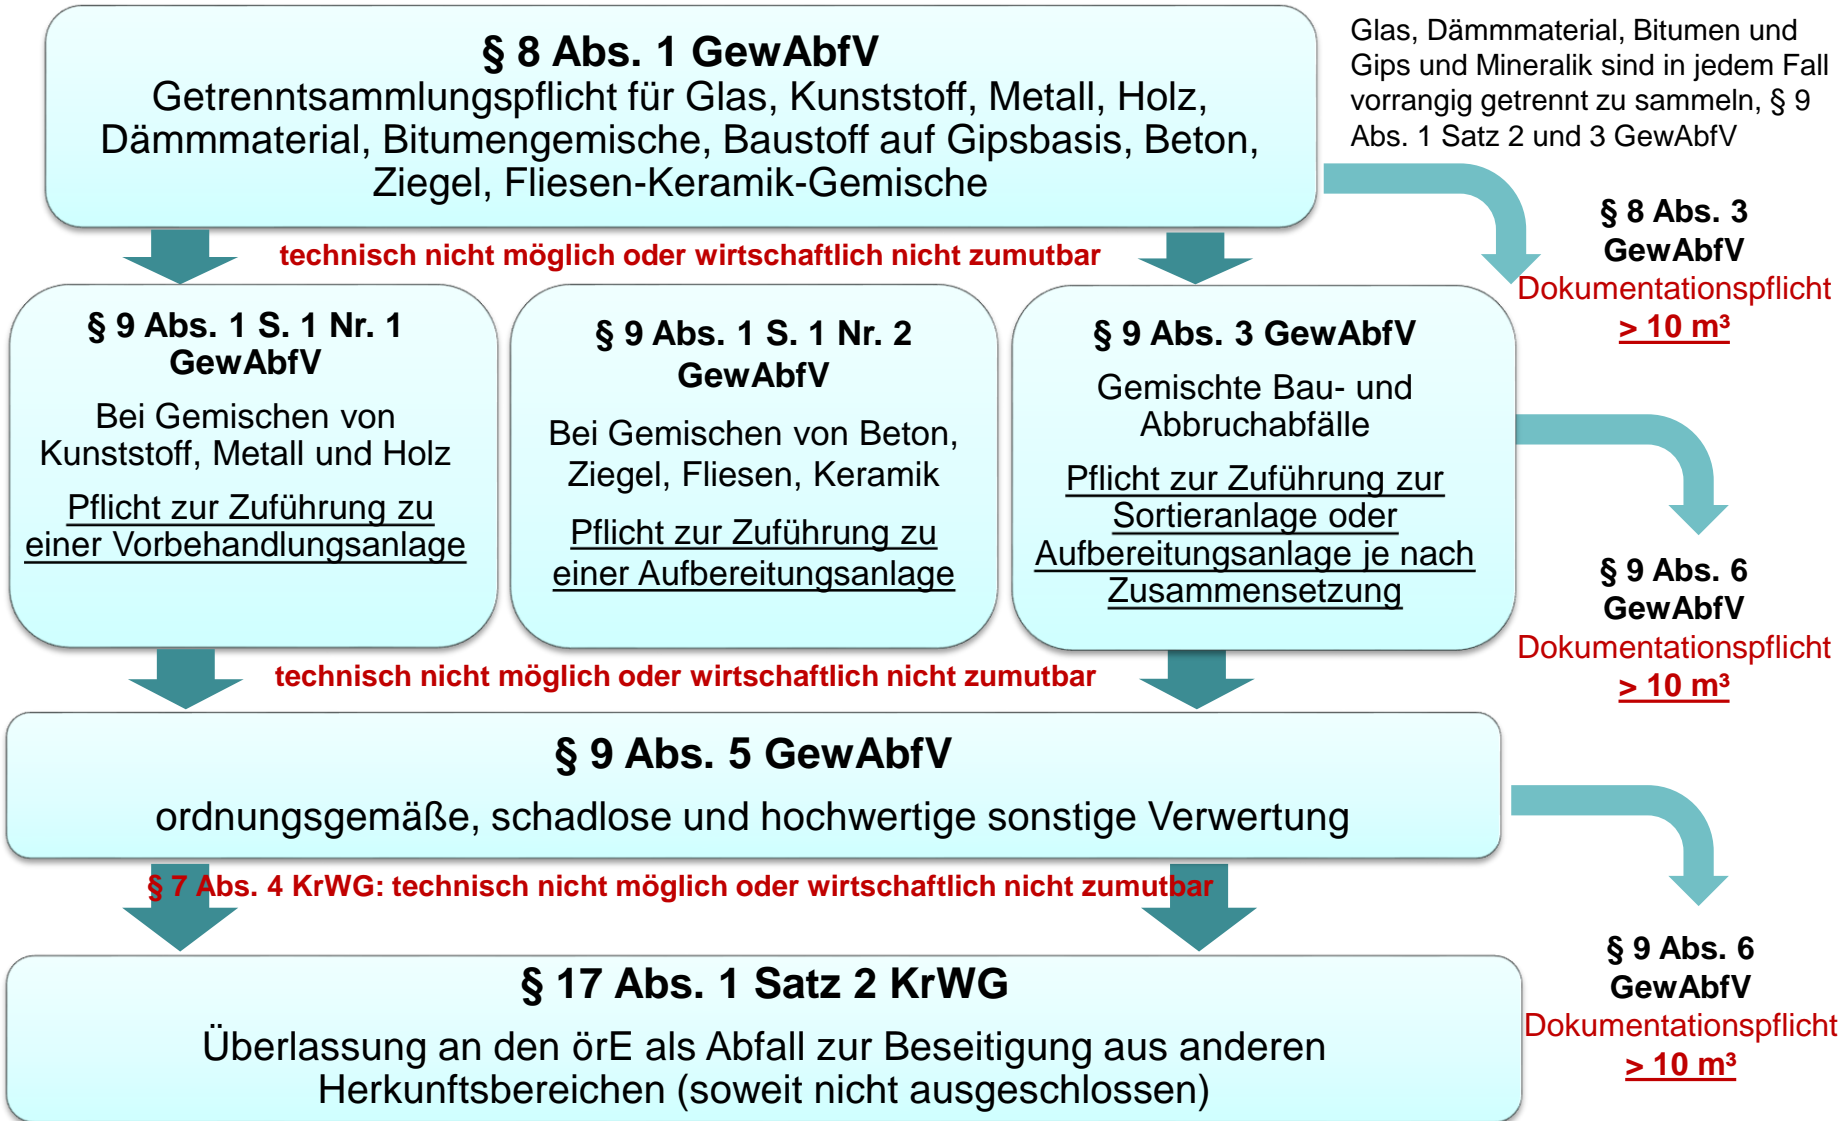 § 8 Abs. 1 GewAbfV
Getrenntsammlungspflicht für Glas, Kunststoff, Metall, Holz,
Dämmmaterial, Bitumengemische, Baustoff auf Gipsbasis, Beton,
Ziegel, Fliesen-Keramik-Gemische
Glas, Dämmmaterial, Bitumen und
Gips und Mineralik sind in jedem Fall
vorrangig getrennt zu sammeln, § 9
Abs. 1 Satz 2 und 3 GewAbfV
§ 8 Abs. 3
GewAbfV
Dokumentationspflicht
> 10 m³
technisch nicht möglich oder wirtschaftlich nicht zumutbar
§ 9 Abs. 1 S. 1 Nr. 1
GewAbfV
Bei Gemischen von
Kunststoff, Metall und Holz
Pflicht zur Zuführung zu
einer Vorbehandlungsanlage
§ 9 Abs. 1 S. 1 Nr. 2
GewAbfV
Bei Gemischen von Beton,
Ziegel, Fliesen, Keramik
Pflicht zur Zuführung zu
einer Aufbereitungsanlage
§ 9 Abs. 3 GewAbfV
Gemischte Bau- und
Abbruchabfälle
Pflicht zur Zuführung zur
Sortieranlage oder
Aufbereitungsanlage je nach
Zusammensetzung
§ 9 Abs. 6
GewAbfV
Dokumentationspflicht
> 10 m³
technisch nicht möglich oder wirtschaftlich nicht zumutbar
§ 9 Abs. 5 GewAbfV
ordnungsgemäße, schadlose und hochwertige sonstige Verwertung
§ 7 Abs. 4 KrWG: technisch nicht möglich oder wirtschaftlich nicht zumutbar
§ 9 Abs. 6
GewAbfV
Dokumentationspflicht
> 10 m³
§ 17 Abs. 1 Satz 2 KrWG
Überlassung an den örE als Abfall zur Beseitigung aus anderen
Herkunftsbereichen (soweit nicht ausgeschlossen)